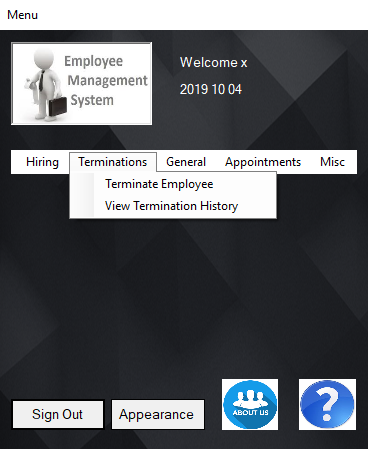 Menu
Employee
Management
System
Welcome x
2019 10 04
Hiring Terminations General Appointments Misc
Terminate Employee
View Termination History
Sign Out Appearance ABOUT US ?